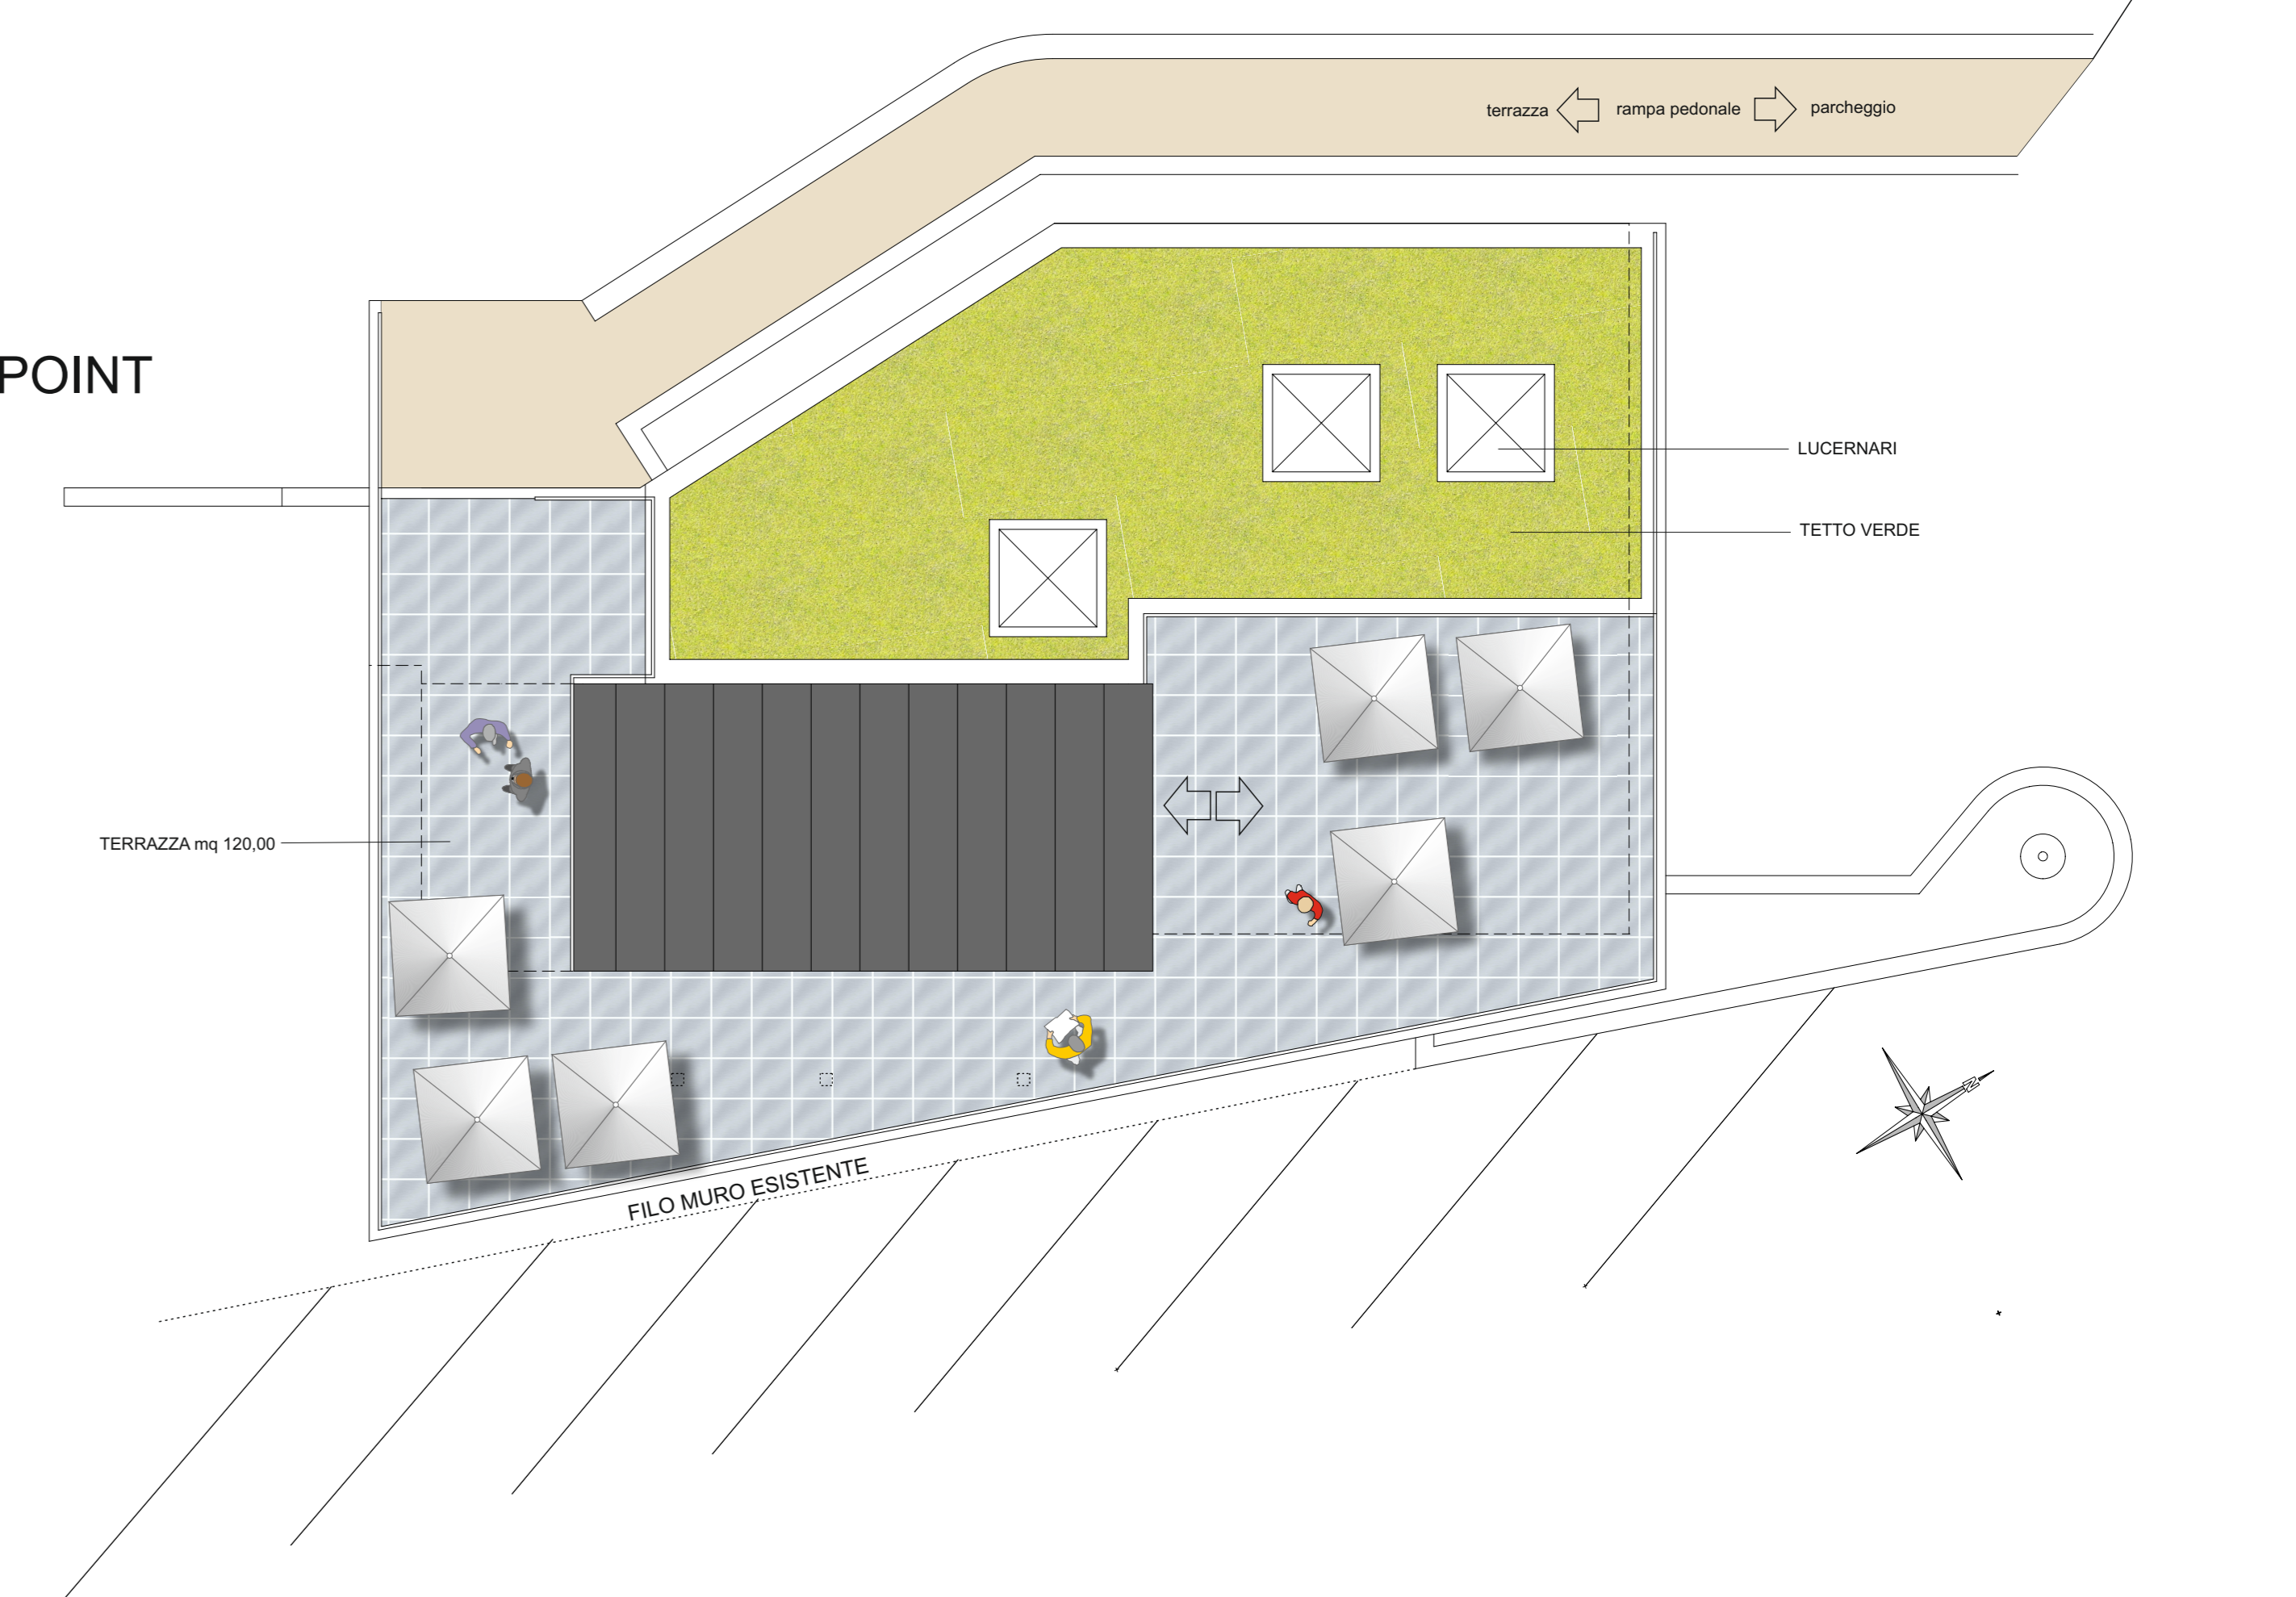 terrazza rampa pedonale parcheggio
POINT
LUCERNARI
TETTO VERDE
TERRAZZA mq 120,00
N
FILO MURO ESISTENTE